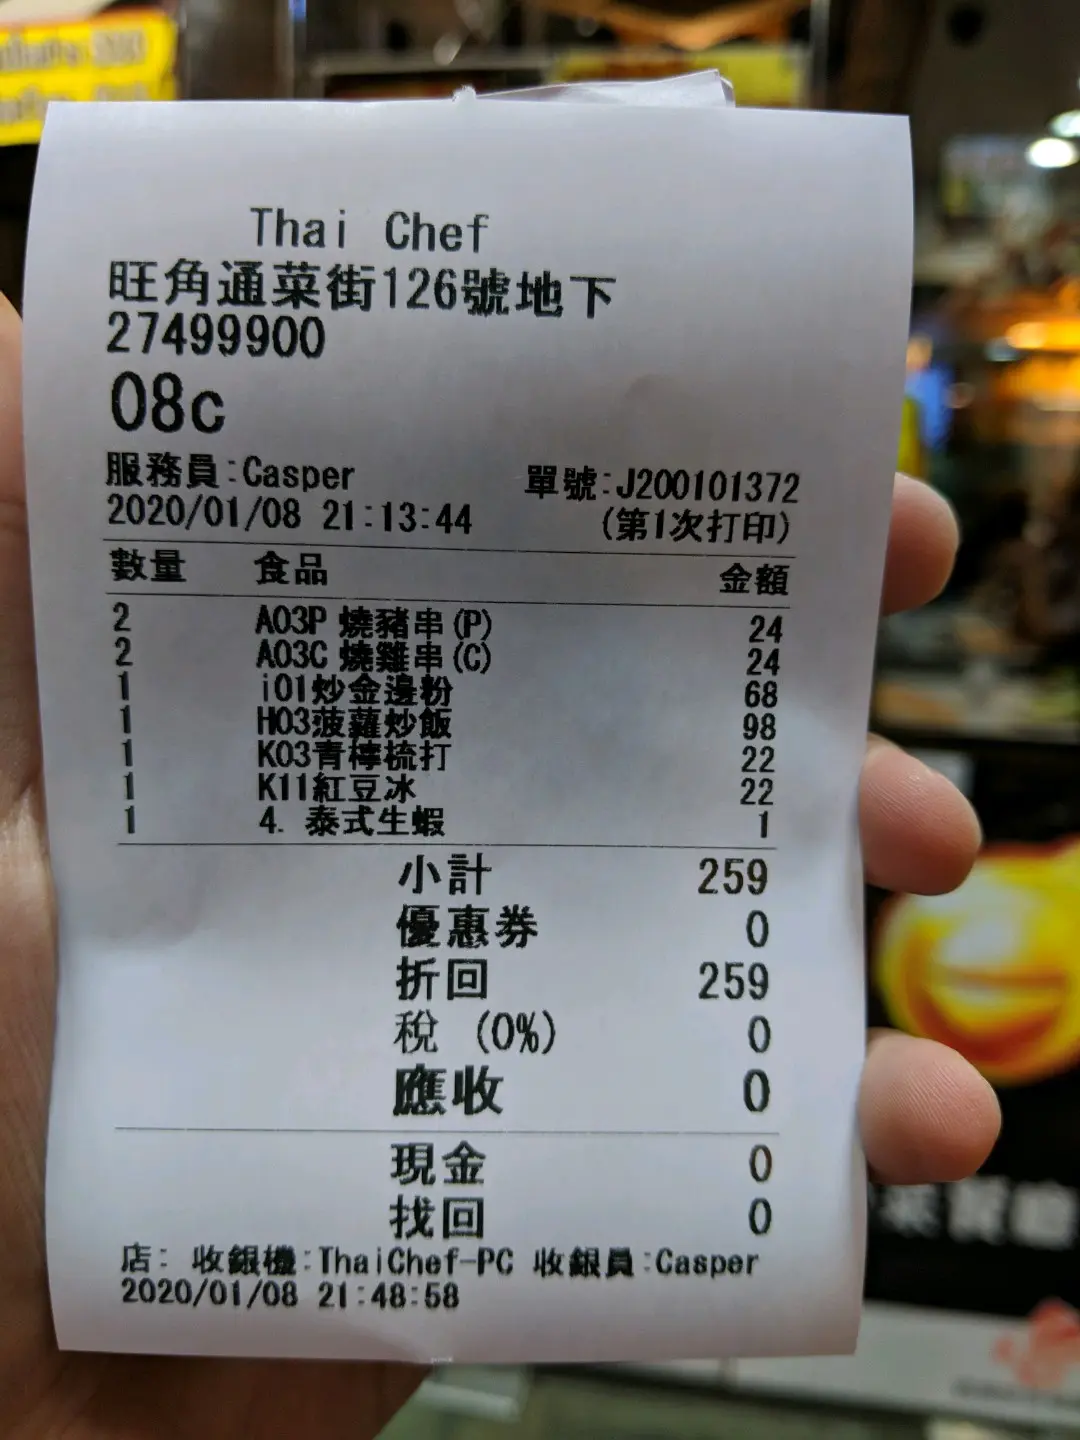 Thai Chef
旺角通菜街126號地下
27499900
08c
服務員:Casper 單號:J200101372
2020/01/08 21:13:44 (第1次打印)
數量 食品 金額
2 A03P 燒豬串(P) 24
2 A03C 燒雞串(C) 24
1 i01炒金邊粉 68
1 H03菠蘿炒飯 98
1 K03青檸梳打 22
1 K11紅豆冰 22
1 4. 泰式生蝦 1
小計 259
優惠券 0
折回 259
稅 (0%) 0
應收 0
現金 0
找回 0
店: 收銀機:ThaiChef-PC 收銀員:Casper
2020/01/08 21:48:58